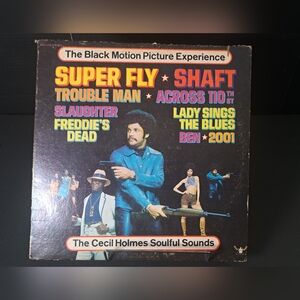 The Black Motion Picture Experience
SUPER FLY ★ SHAFT
TROUBLE MAN ★ ACROSS 110TH ST
SLAUGHTER
FREDDIE'S
DEAD
LADY SINGS
THE BLUES
BEN ★ 2001
The Cecil Holmes Soulful Sounds